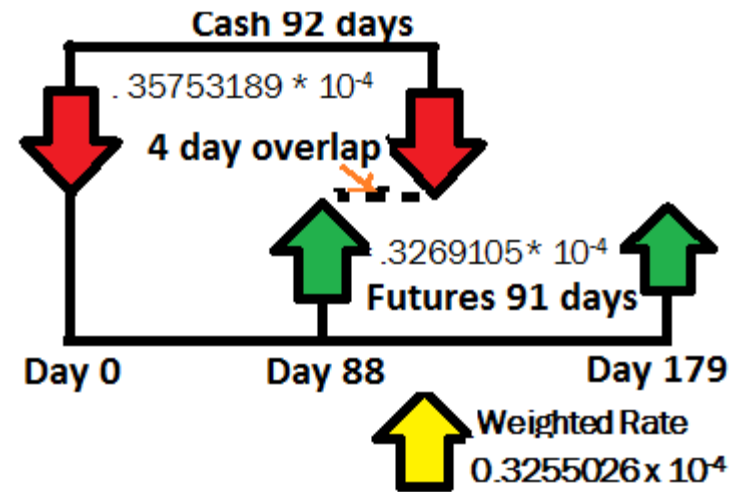 Cash 92 days
. 35753189 * 10⁻⁴
4 day overlap
.3269105* 10⁻⁴
Futures 91 days
Day 0
Day 88
Day 179
Weighted Rate
0.3255026 x 10⁻⁴